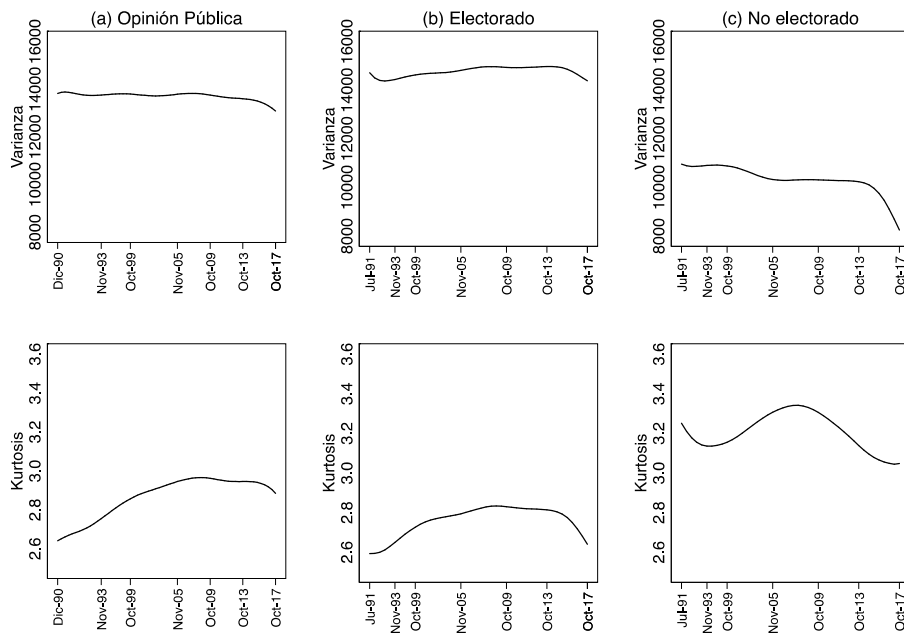 (a) Opinión Pública
(b) Electorado
(c) No electorado
Varianza
8000 10000 12000 14000 16000
Dic-90 Nov-93 Oct-99 Nov-05 Oct-09 Oct-13 Oct-17
Varianza
8000 10000 12000 14000 16000
Jul-91 Nov-93 Oct-99 Nov-05 Oct-09 Oct-13 Oct-17
Varianza
8000 10000 12000 14000 16000
Jul-91 Nov-93 Oct-99 Nov-05 Oct-09 Oct-13 Oct-17
Kurtosis
2.6 2.8 3.0 3.2 3.4 3.6
Dic-90 Nov-93 Oct-99 Nov-05 Oct-09 Oct-13 Oct-17
Kurtosis
2.6 2.8 3.0 3.2 3.4 3.6
Jul-91 Nov-93 Oct-99 Nov-05 Oct-09 Oct-13 Oct-17
Kurtosis
2.6 2.8 3.0 3.2 3.4 3.6
Jul-91 Nov-93 Oct-99 Nov-05 Oct-09 Oct-13 Oct-17